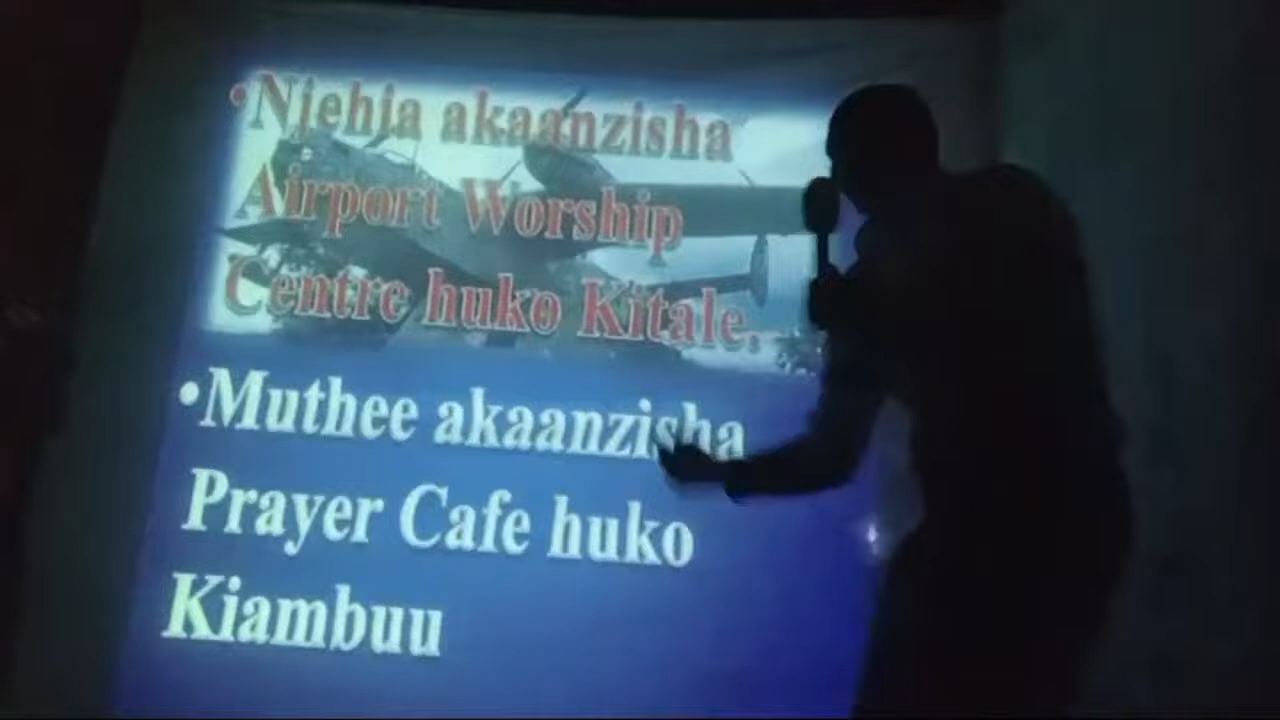 •Njehia akaanzisha
Airport Worship
Centre huko Kitale.
•Muthee akaanzisha
Prayer Cafe huko
Kiambuu